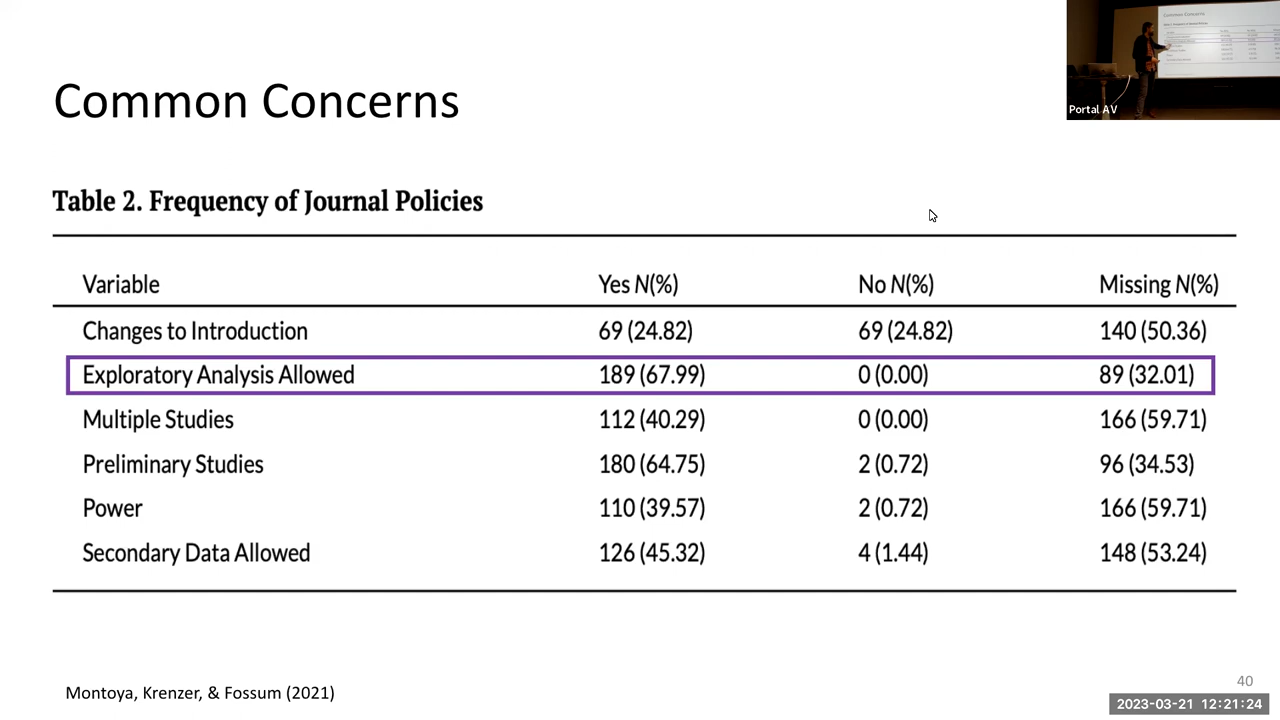 Common Concerns
Portal AV
Table 2. Frequency of Journal Policies
Variable Yes N(%) No N(%) Missing N(%)
Changes to Introduction 69 (24.82) 69 (24.82) 140 (50.36)
Exploratory Analysis Allowed 189 (67.99) 0 (0.00) 89 (32.01)
Multiple Studies 112 (40.29) 0 (0.00) 166 (59.71)
Preliminary Studies 180 (64.75) 2 (0.72) 96 (34.53)
Power 110 (39.57) 2 (0.72) 166 (59.71)
Secondary Data Allowed 126 (45.32) 4 (1.44) 148 (53.24)
Montoya, Krenzer, & Fossum (2021)
40
2023-03-21 12:21:24